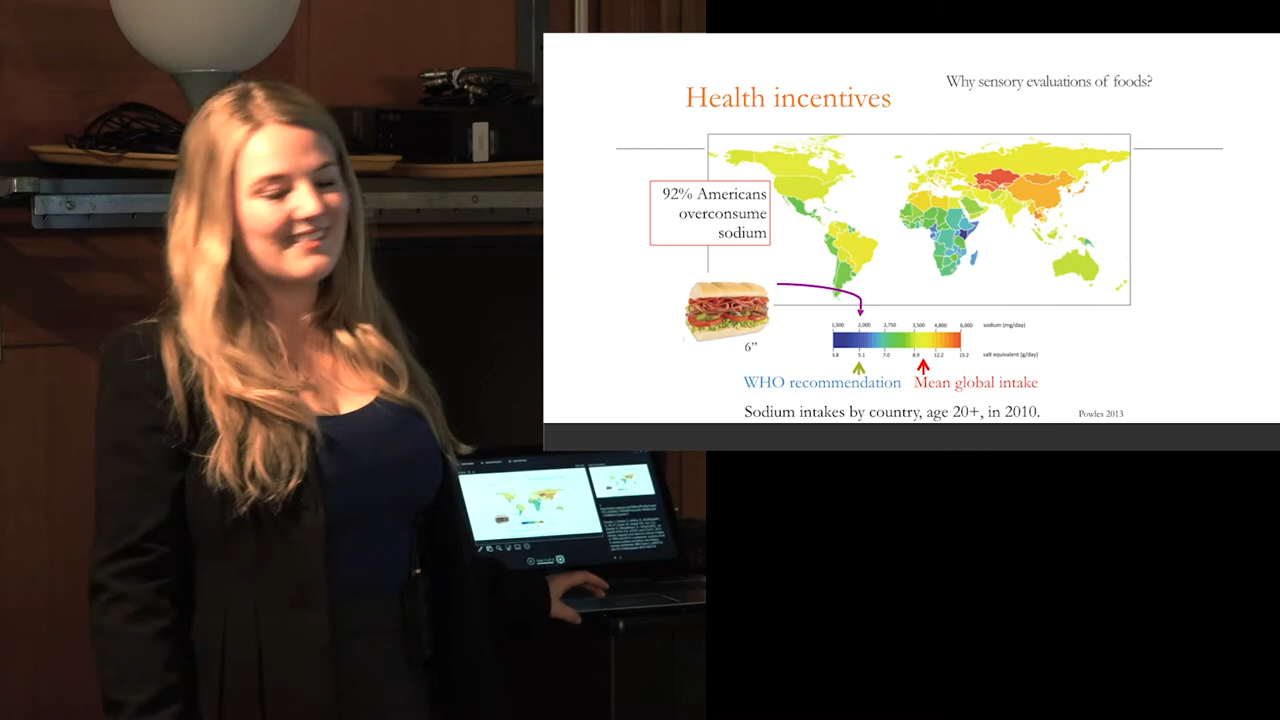 Why sensory evaluations of foods?
Health incentives
92% Americans
overconsume
sodium
6"
1,500 2,000 2,750 3,500 4,800 6,000 sodium (mg/day)
3.8 5.1 7.0 8.9 12.2 15.2 salt equivalent (g/day)
WHO recommendation Mean global intake
Sodium intakes by country, age 20+, in 2010. Powles 2013